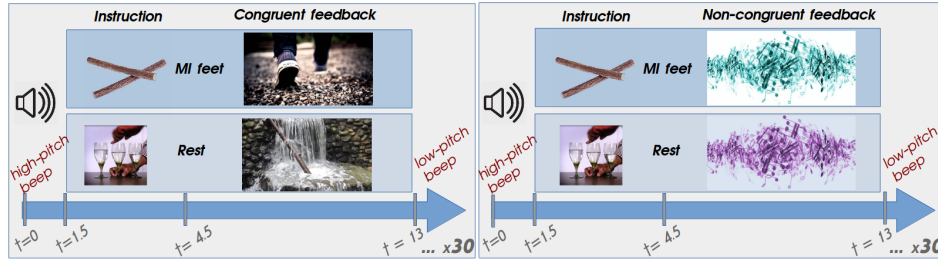 Instruction
Congruent feedback
MI feet
Rest
high-pitch
beep
low-pitch
beep
t=0
t=1.5
t= 4.5
t = 13
... x30
Instruction
Non-congruent feedback
MI feet
Rest
high-pitch
beep
low-pitch
beep
t=0
t=1.5
t= 4.5
t = 13
... x30